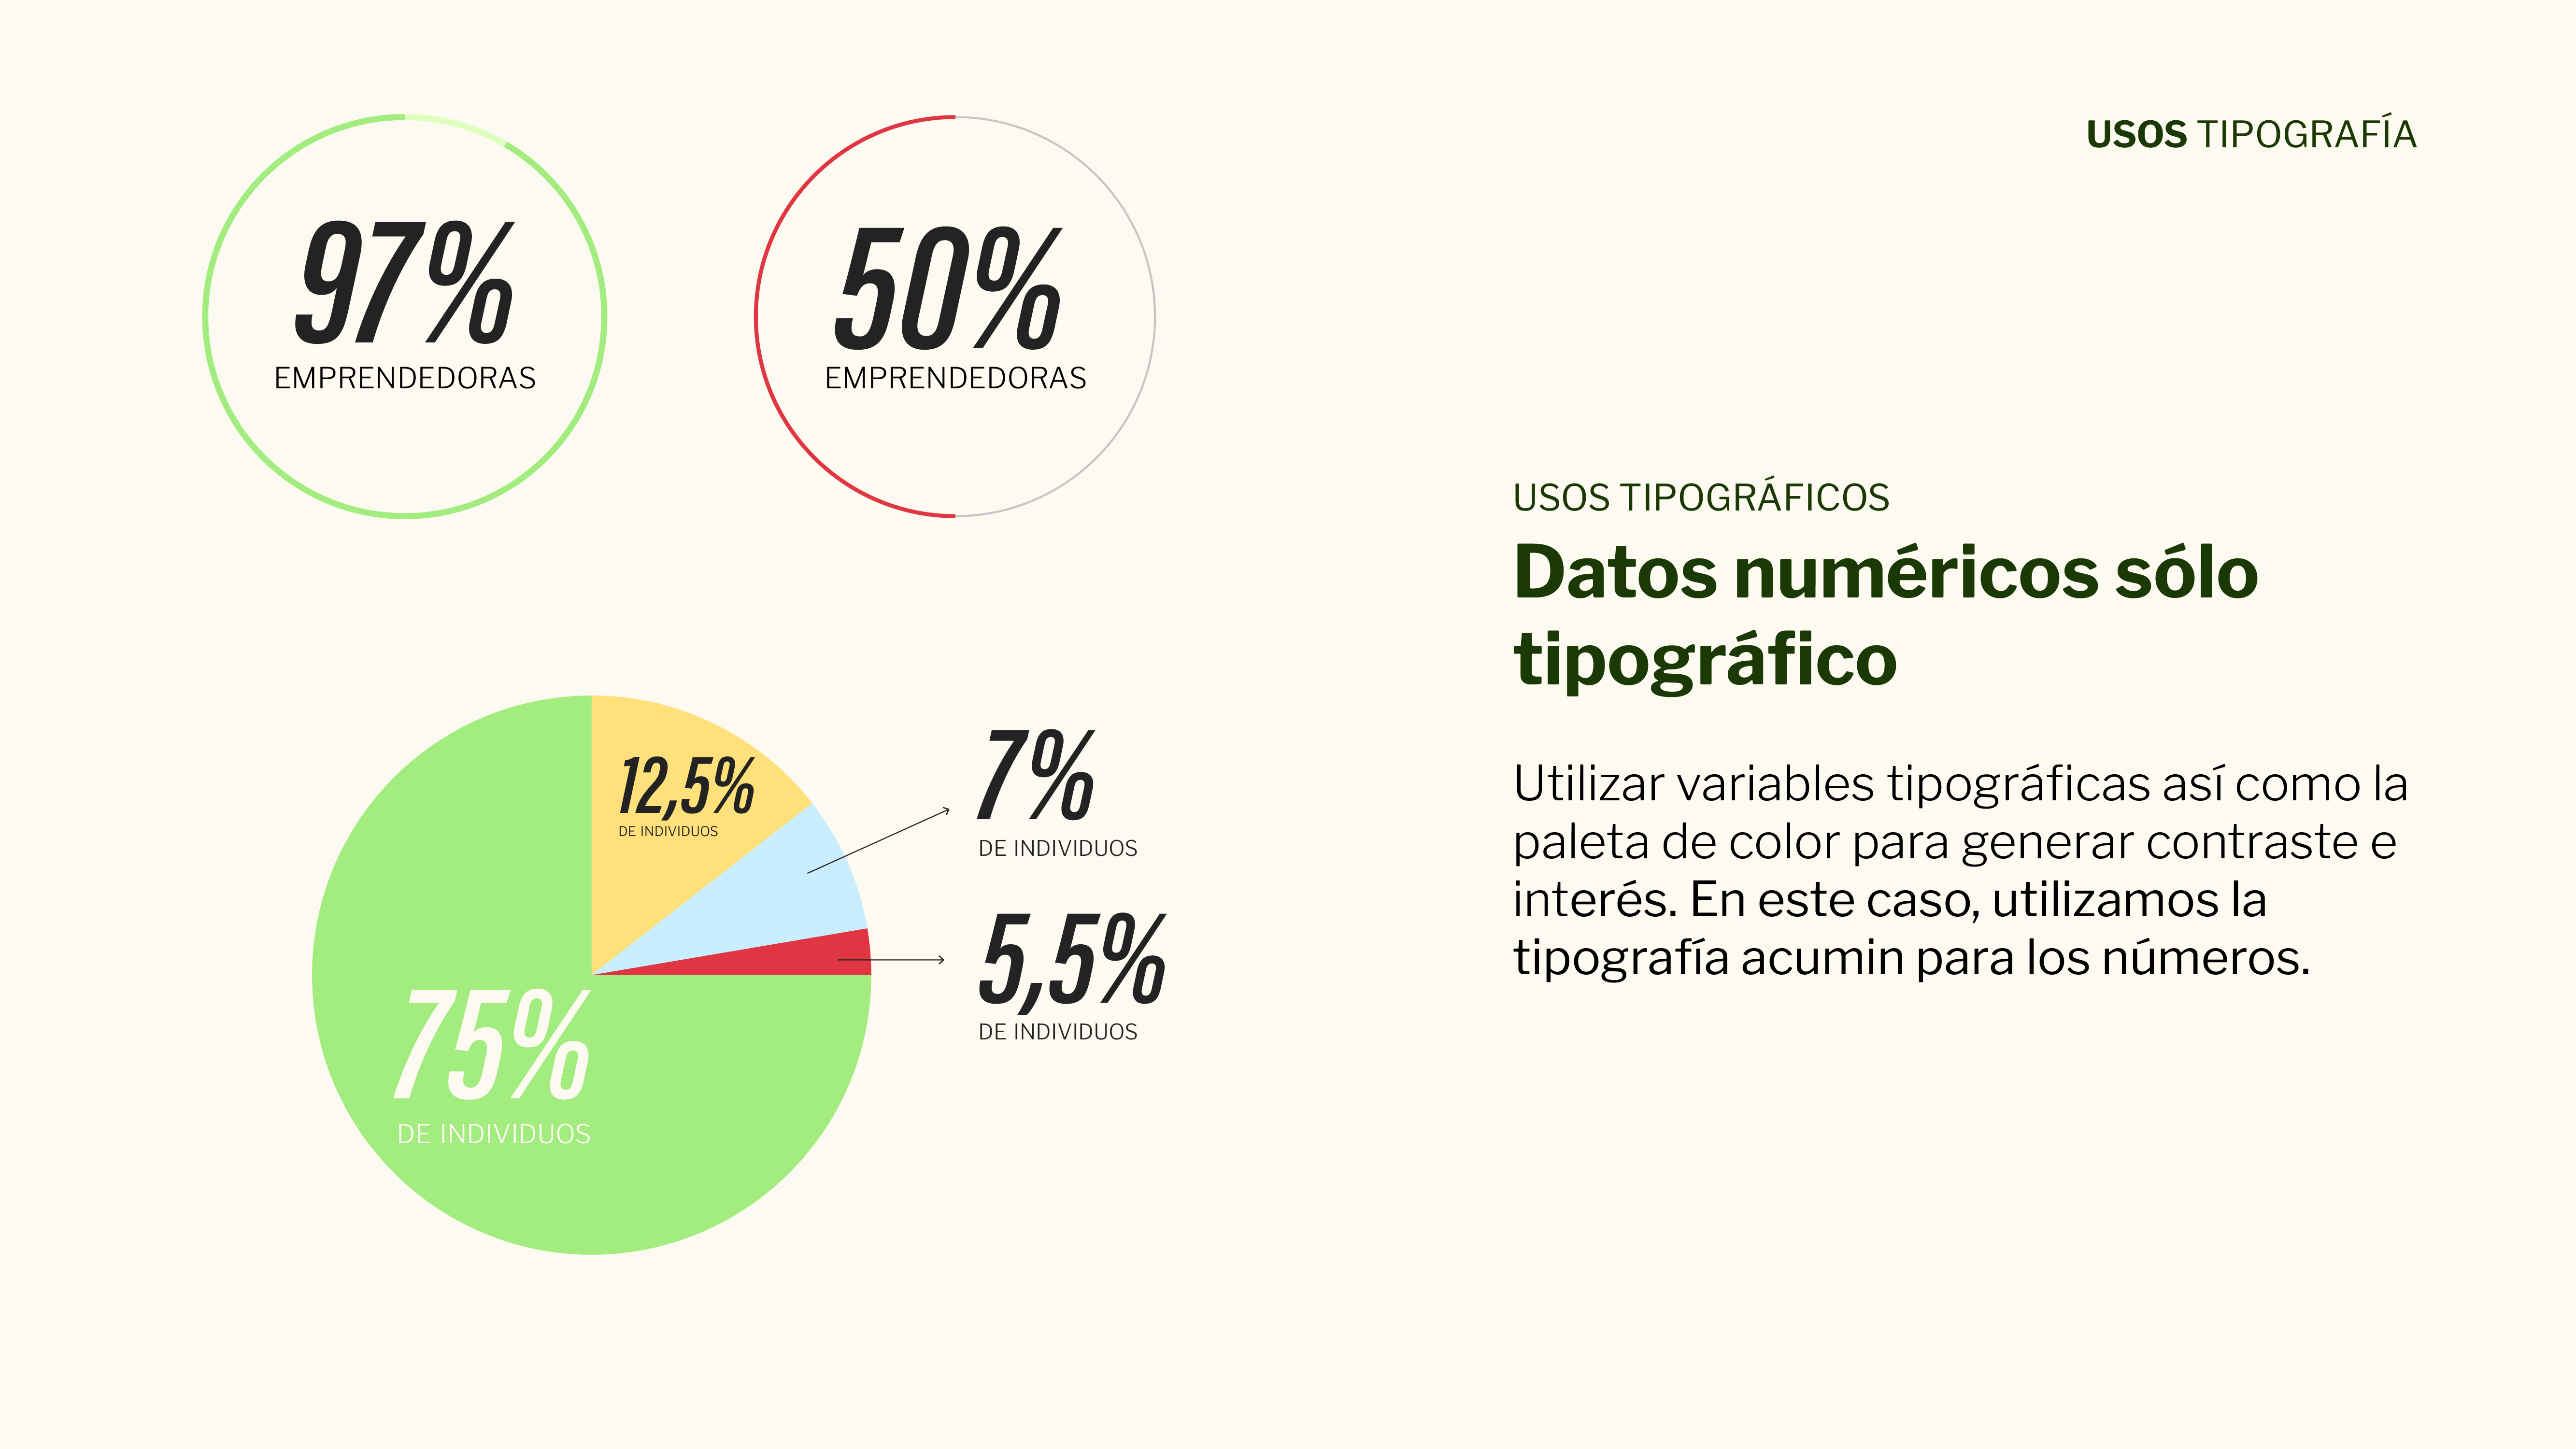 USOS TIPOGRAFÍA
97%
EMPRENDEDORAS
50%
EMPRENDEDORAS
12,5%
DE INDIVIDUOS
7%
DE INDIVIDUOS
5,5%
DE INDIVIDUOS
75%
DE INDIVIDUOS
USOS TIPOGRÁFICOS
Datos numéricos sólo
tipográfico
Utilizar variables tipográficas así como la
paleta de color para generar contraste e
interés. En este caso, utilizamos la
tipografía acumin para los números.